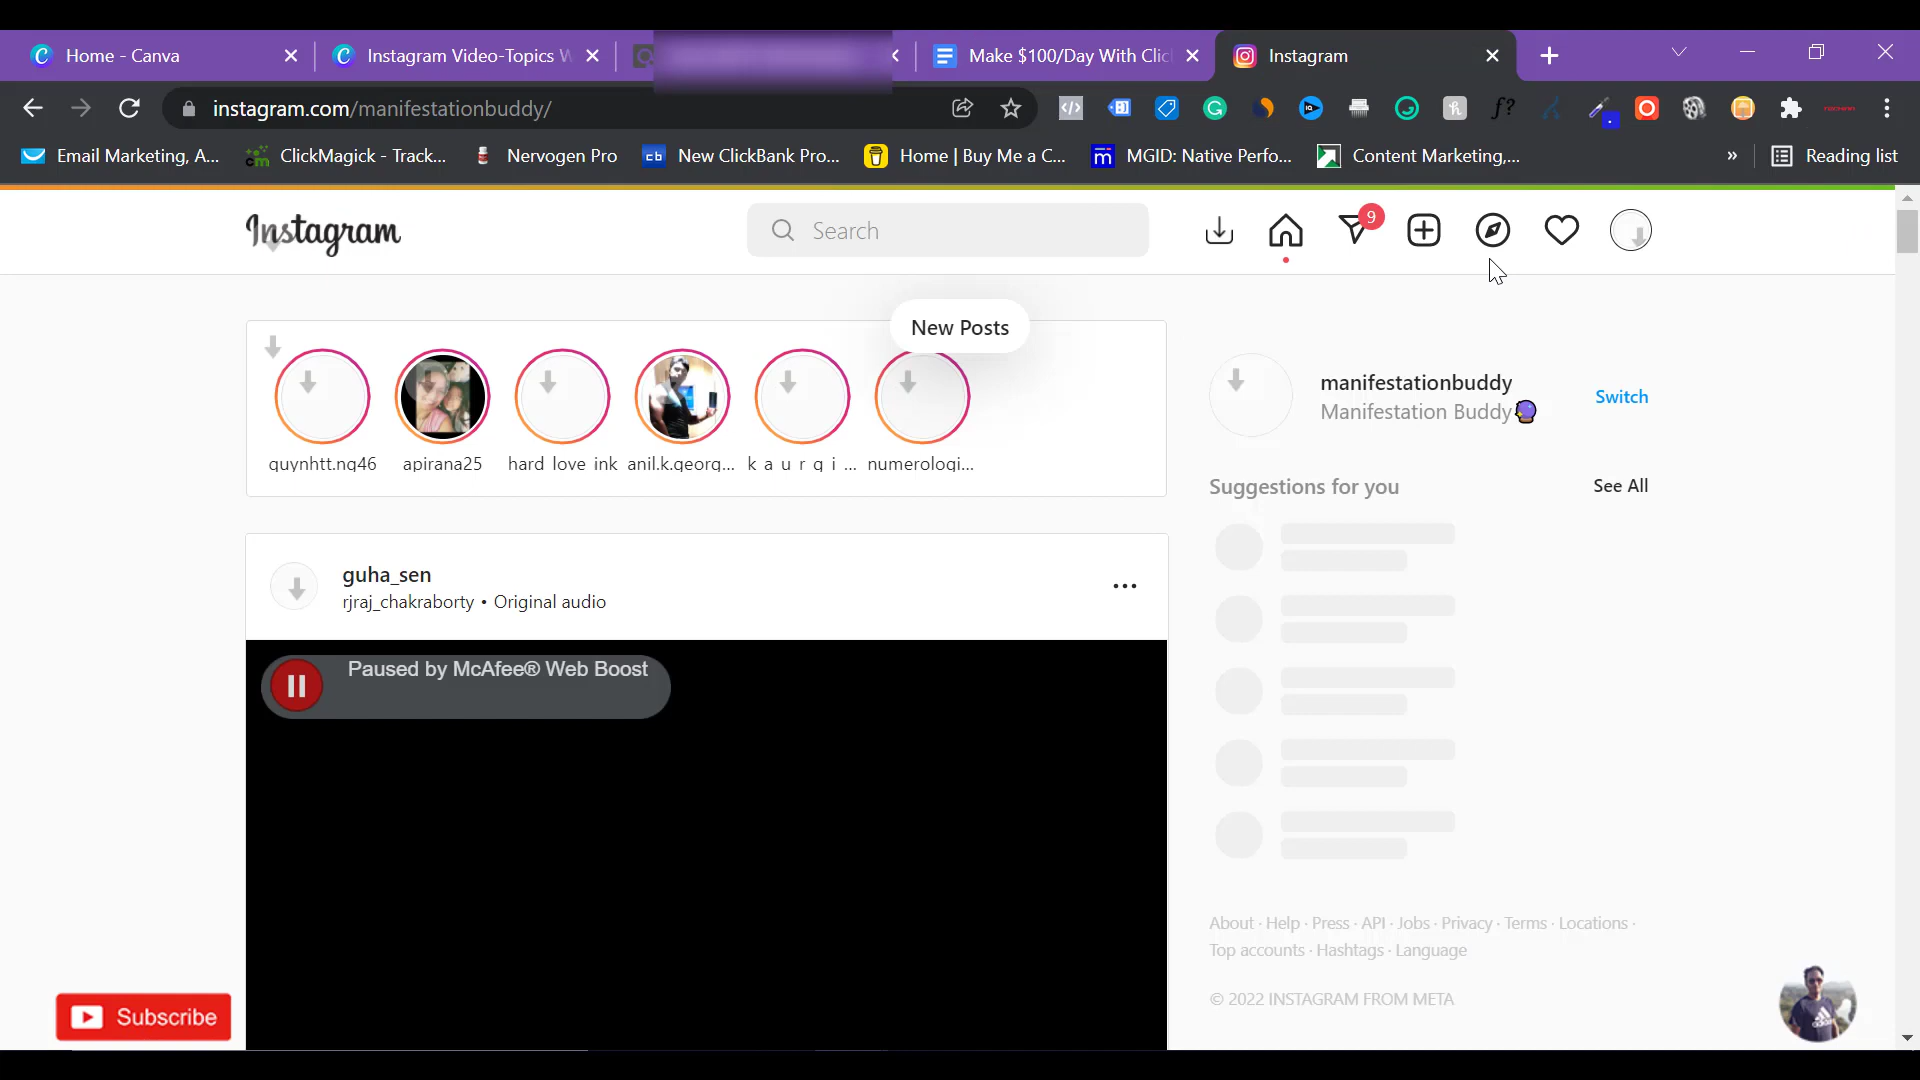 Home - Canva
Instagram Video-Topics W
Make $100/Day With Clic
Instagram
instagram.com/manifestationbuddy/
Email Marketing, A...
ClickMagick - Track...
Nervogen Pro
cb
New ClickBank Pro...
Home | Buy Me a C...
m
MGID: Native Perfo...
Content Marketing,...
»
Reading list
Instagram
Search
9
New Posts
quynhtt.ng46
apirana25
hard_love_ink
anil.k.georg...
k_a_u_r_g_i_...
numerologi...
manifestationbuddy
Manifestation Buddy🔮
Switch
Suggestions for you
See All
guha_sen
rjraj_chakraborty • Original audio
Paused by McAfee® Web Boost
About · Help · Press · API · Jobs · Privacy · Terms · Locations ·
Top accounts · Hashtags · Language
© 2022 INSTAGRAM FROM META
Subscribe